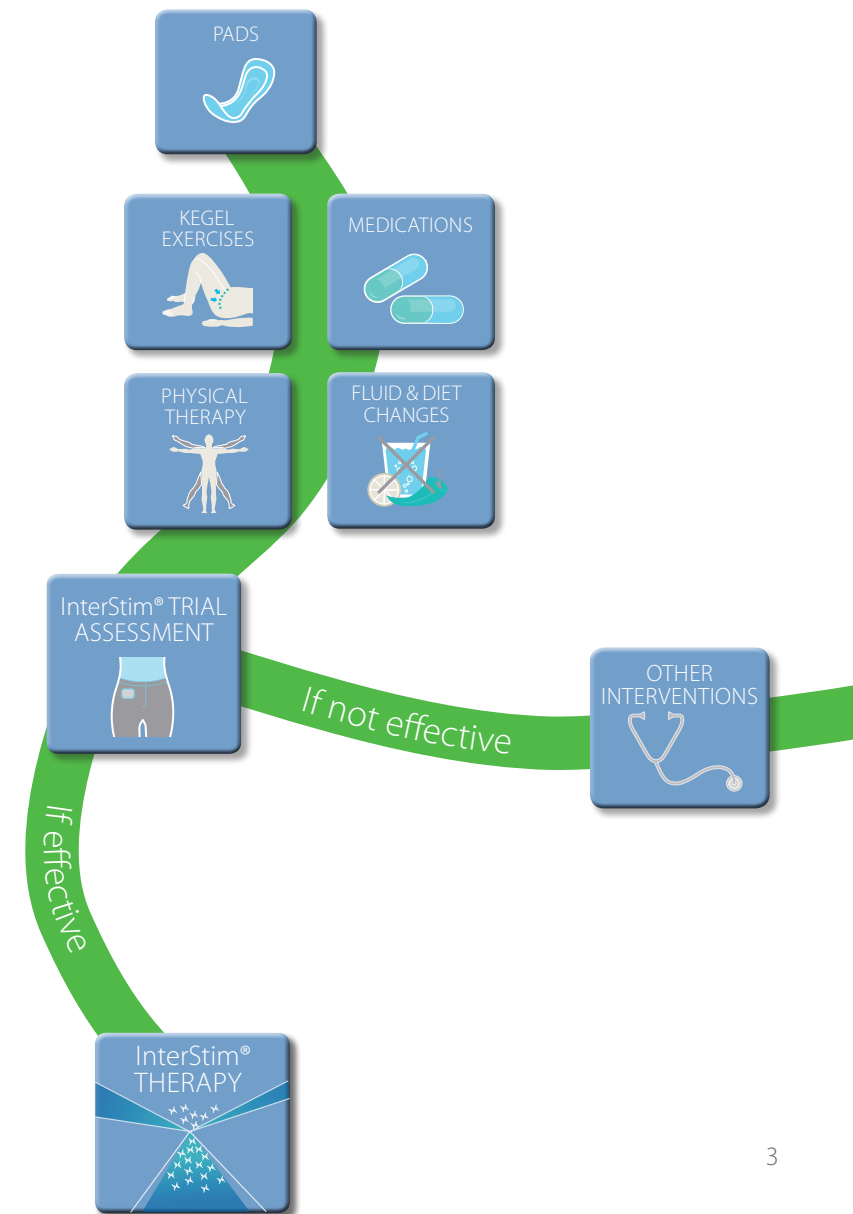 PADS
KEGEL
EXERCISES
MEDICATIONS
PHYSICAL
THERAPY
FLUID & DIET
CHANGES
InterStim® TRIAL
ASSESSMENT
If not effective
OTHER
INTERVENTIONS
If effective
InterStim®
THERAPY
3